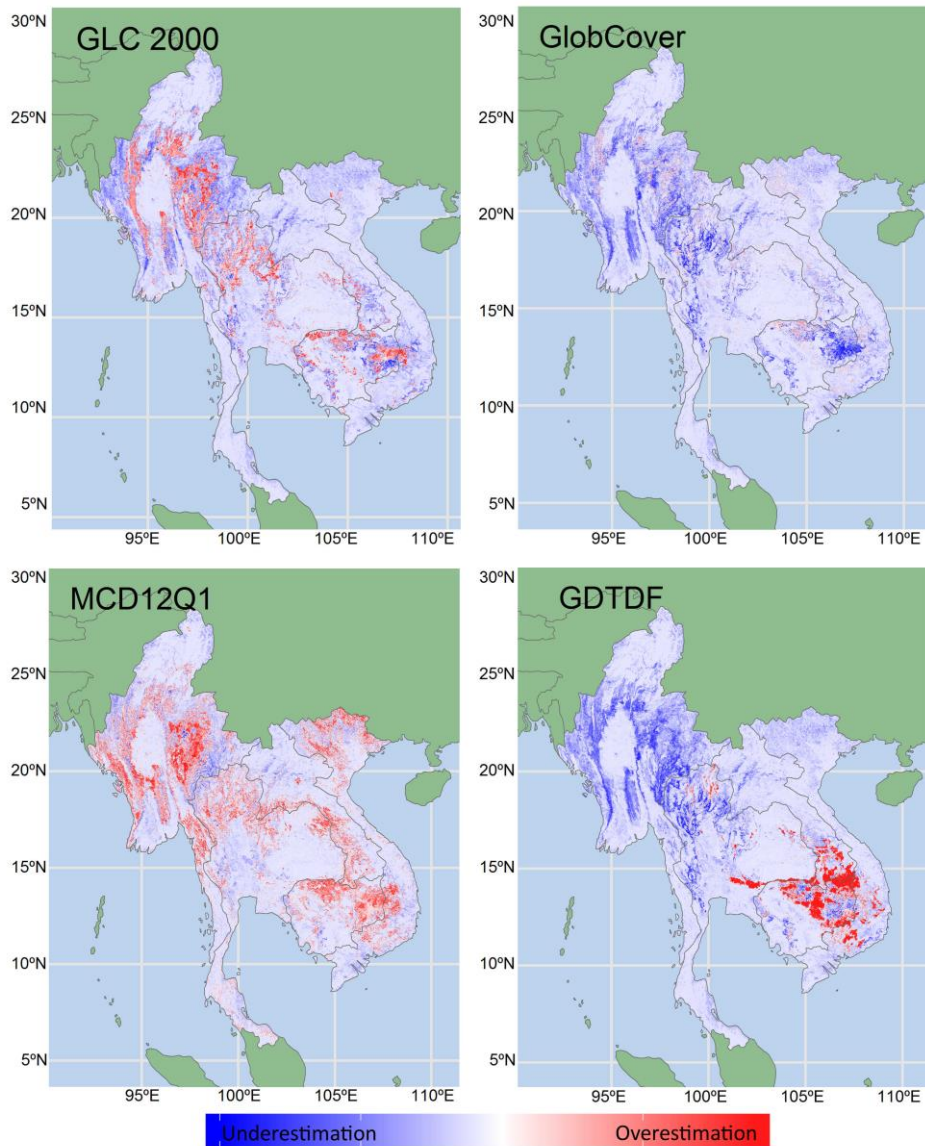 GLC 2000
30ºN
25ºN
20ºN
15ºN
10ºN
5ºN
95ºE 100ºE 105ºE 110ºE
GlobCover
30ºN
25ºN
20ºN
15ºN
10ºN
5ºN
95ºE 100ºE 105ºE 110ºE
MCD12Q1
30ºN
25ºN
20ºN
15ºN
10ºN
5ºN
95ºE 100ºE 105ºE 110ºE
GDTDF
30ºN
25ºN
20ºN
15ºN
10ºN
5ºN
95ºE 100ºE 105ºE 110ºE
Underestimation Overestimation